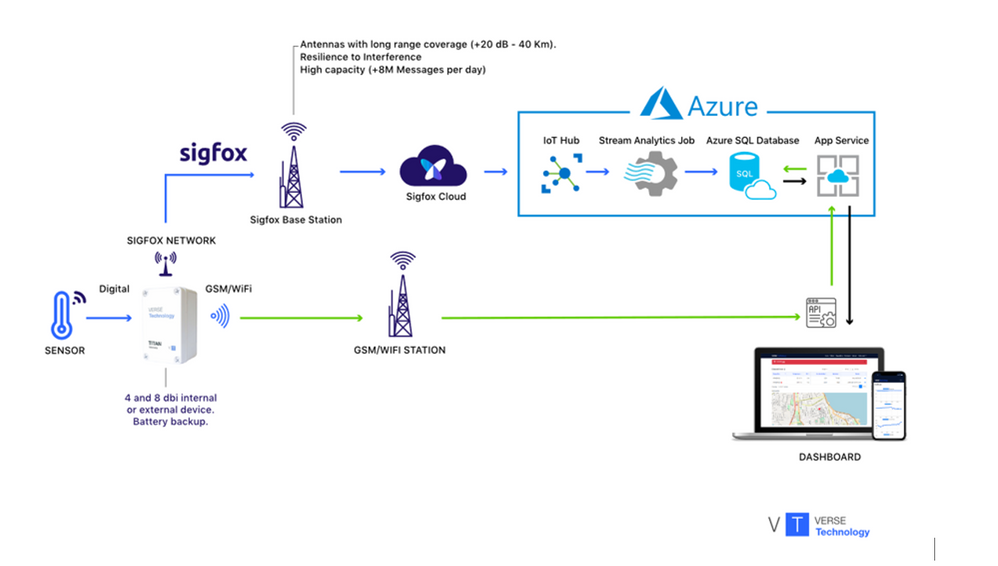 Antennas with long range coverage (+20 dB - 40 Km).
Resilience to Interference
High capacity (+8M Messages per day)
Azure
sigfox
IoT Hub
Stream Analytics Job
Azure SQL Database
App Service
SQL
Sigfox Cloud
Sigfox Base Station
SIGFOX NETWORK
Digital
GSM/WiFi
VERSE
Technology
TITAN
API
SENSOR
GSM/WIFI STATION
4 and 8 dbi internal
or external device.
Battery backup.
DASHBOARD
V T VERSE
Technology